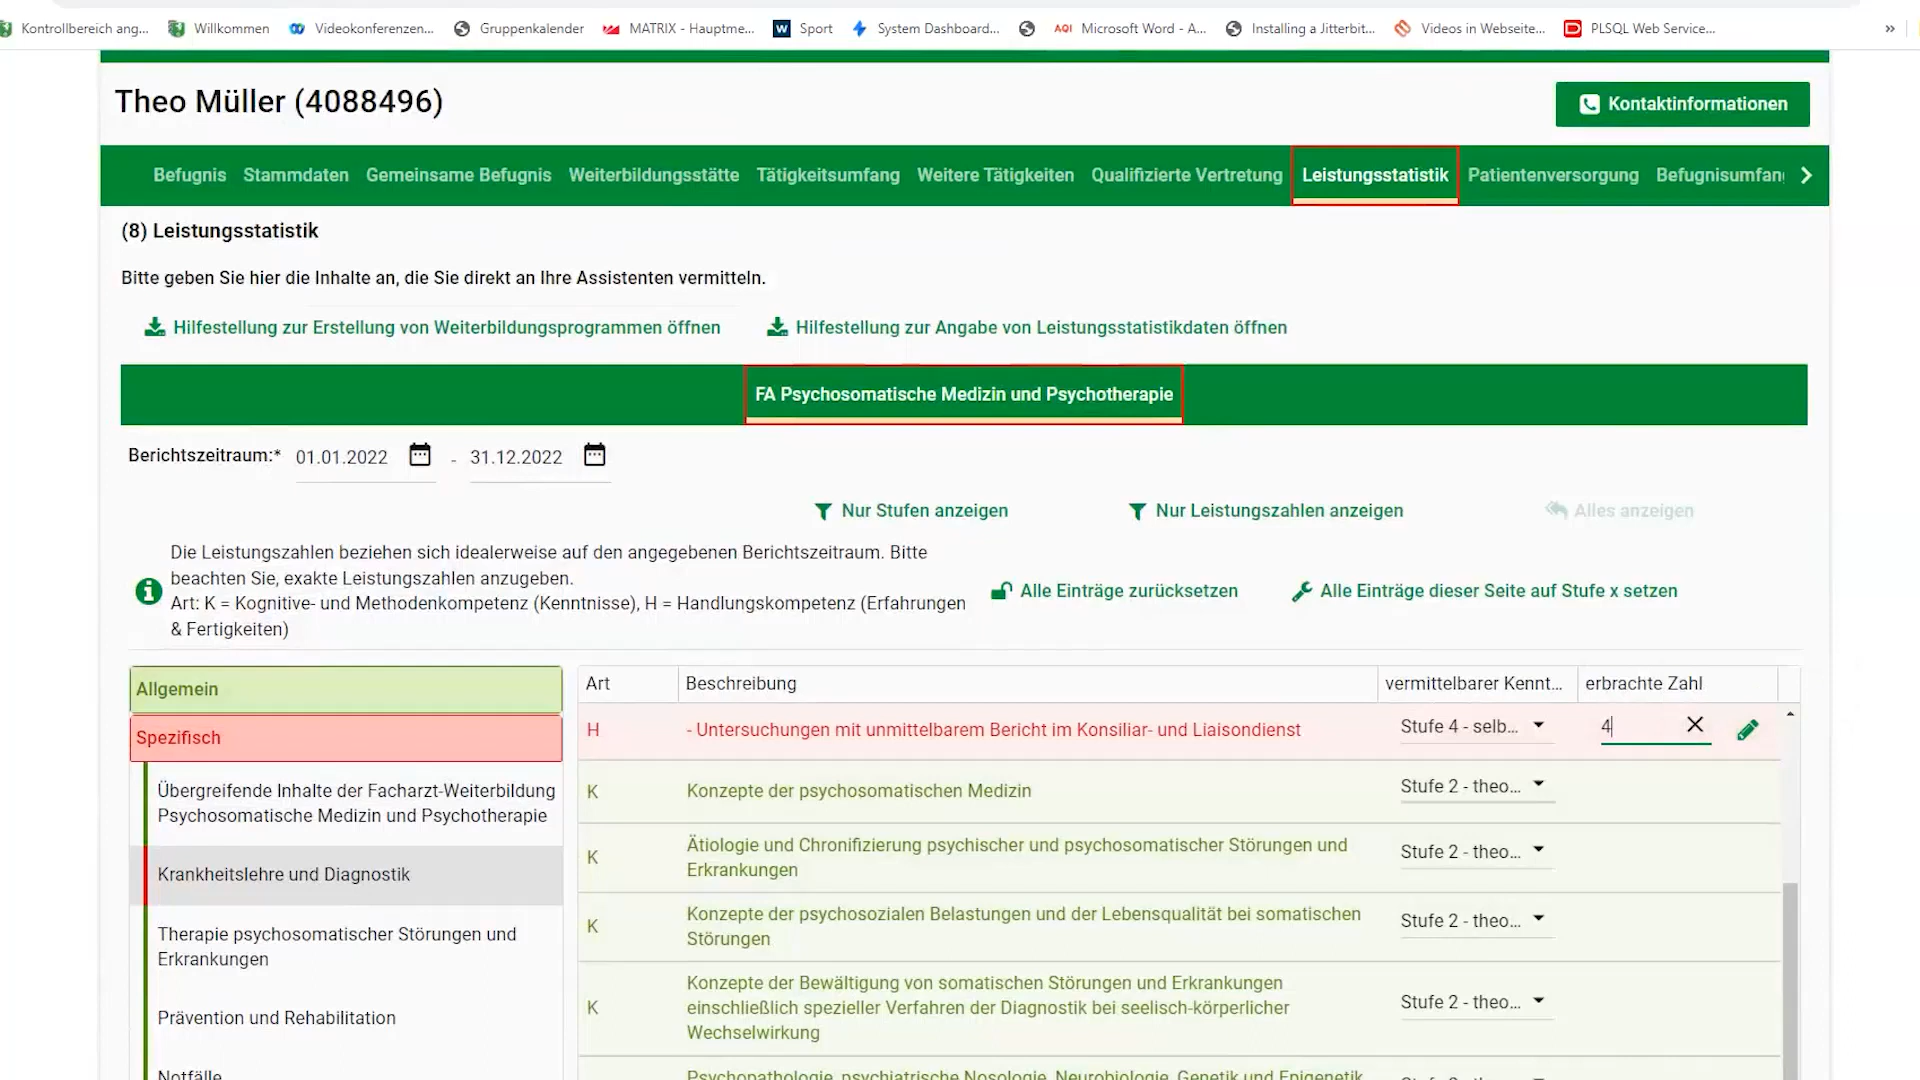 Kontrollbereich ang...
Willkommen
Videokonferenzen...
Gruppenkalender
MATRIX - Hauptme...
W
Sport
System Dashboard...
AQI
Microsoft Word - A...
Installing a Jitterbit...
Videos in Webseite...
PLSQL Web Service...
»
Theo Müller (4088496)
Kontaktinformationen
Befugnis
Stammdaten
Gemeinsame Befugnis
Weiterbildungsstätte
Tätigkeitsumfang
Weitere Tätigkeiten
Qualifizierte Vertretung
Leistungsstatistik
Patientenversorgung
Befugnisumfan
(8) Leistungsstatistik
Bitte geben Sie hier die Inhalte an, die Sie direkt an Ihre Assistenten vermitteln.
Hilfestellung zur Erstellung von Weiterbildungsprogrammen öffnen
Hilfestellung zur Angabe von Leistungsstatistikdaten öffnen
FA Psychosomatische Medizin und Psychotherapie
Berichtszeitraum:* 01.01.2022 - 31.12.2022
Nur Stufen anzeigen
Nur Leistungszahlen anzeigen
Alles anzeigen
Die Leistungszahlen beziehen sich idealerweise auf den angegebenen Berichtszeitraum. Bitte
beachten Sie, exakte Leistungszahlen anzugeben.
Art: K = Kognitive- und Methodenkompetenz (Kenntnisse), H = Handlungskompetenz (Erfahrungen
& Fertigkeiten)
Alle Einträge zurücksetzen
Alle Einträge dieser Seite auf Stufe x setzen
Allgemein
Spezifisch
Übergreifende Inhalte der Facharzt-Weiterbildung
Psychosomatische Medizin und Psychotherapie
Krankheitslehre und Diagnostik
Therapie psychosomatischer Störungen und
Erkrankungen
Prävention und Rehabilitation
Notfälle
Art
Beschreibung
vermittelbarer Kennt...
erbrachte Zahl
H
- Untersuchungen mit unmittelbarem Bericht im Konsiliar- und Liaisondienst
Stufe 4 - selb...
4
K
Konzepte der psychosomatischen Medizin
Stufe 2 - theo...
K
Ätiologie und Chronifizierung psychischer und psychosomatischer Störungen und
Erkrankungen
Stufe 2 - theo...
K
Konzepte der psychosozialen Belastungen und der Lebensqualität bei somatischen
Störungen
Stufe 2 - theo...
K
Konzepte der Bewältigung von somatischen Störungen und Erkrankungen
einschließlich spezieller Verfahren der Diagnostik bei seelisch-körperlicher
Wechselwirkung
Stufe 2 - theo...
Psychopathologie, psychiatrische Nosologie, Neurobiologie, Genetik und Epigenetik